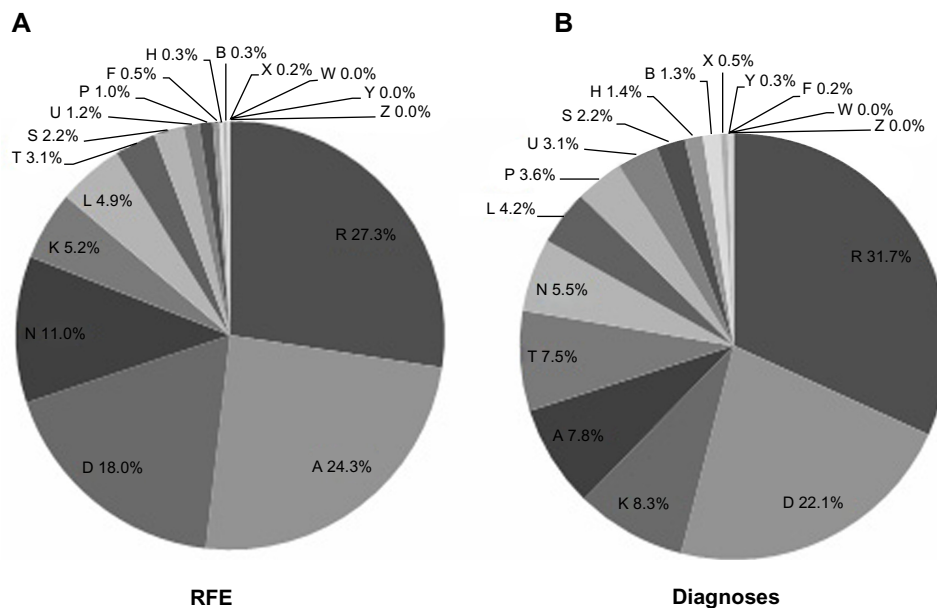 A
H 0.3%
B 0.3%
F 0.5%
X 0.2%
W 0.0%
P 1.0%
Y 0.0%
U 1.2%
Z 0.0%
S 2.2%
T 3.1%
L 4.9%
R 27.3%
K 5.2%
N 11.0%
D 18.0%
A 24.3%
RFE
B
X 0.5%
B 1.3%
Y 0.3%
H 1.4%
F 0.2%
S 2.2%
W 0.0%
U 3.1%
Z 0.0%
P 3.6%
L 4.2%
R 31.7%
N 5.5%
T 7.5%
A 7.8%
K 8.3%
D 22.1%
Diagnoses